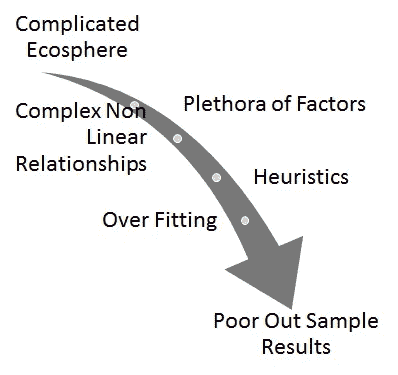 Complicated
Ecosphere
Plethora of Factors
Complex Non
Linear
Relationships
Heuristics
Over Fitting
Poor Out Sample
Results